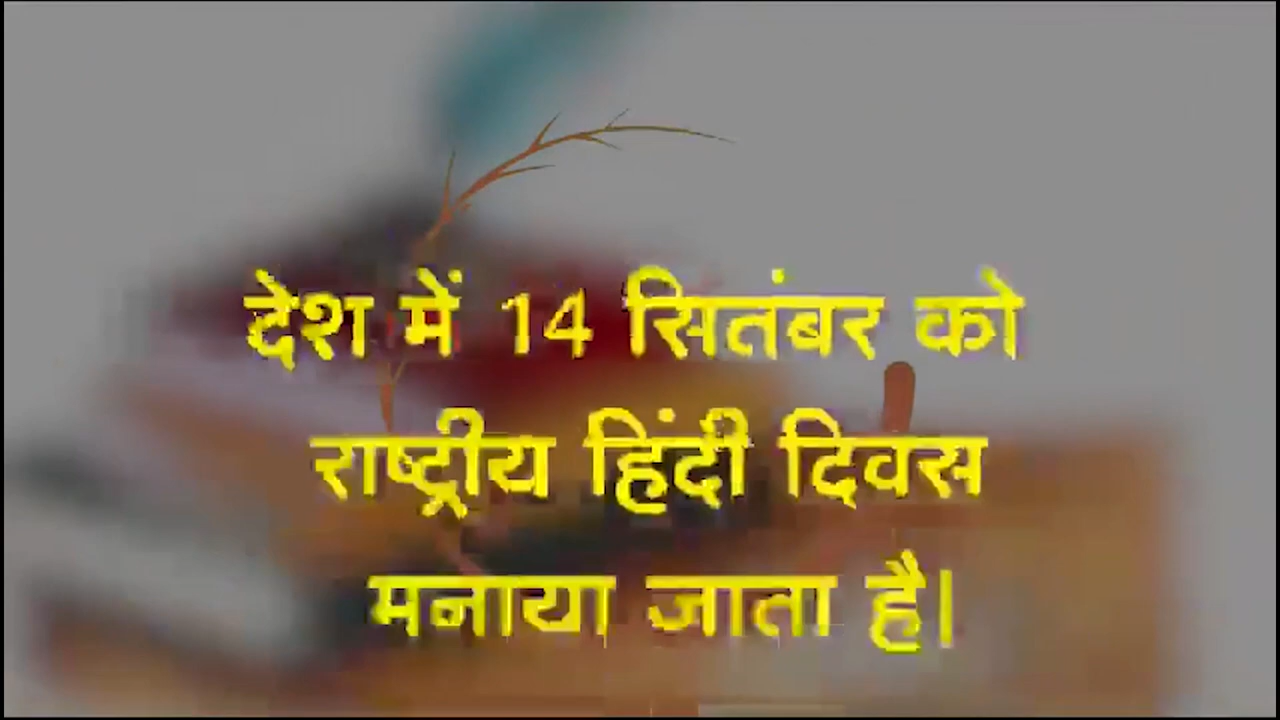 देश में 14 सितंबर को
राष्ट्रीय हिंदी दिवस
मनाया जाता है।